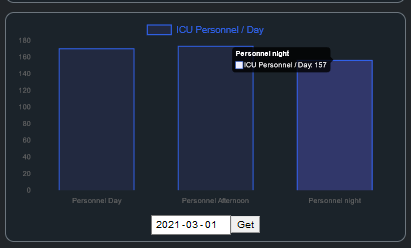 ICU Personnel / Day
180
160
140
120
100
80
60
40
20
0
Personnel night
ICU Personnel / Day: 157
Personnel Day
Personnel Afternoon
Personnel night
2021-03-01
Get